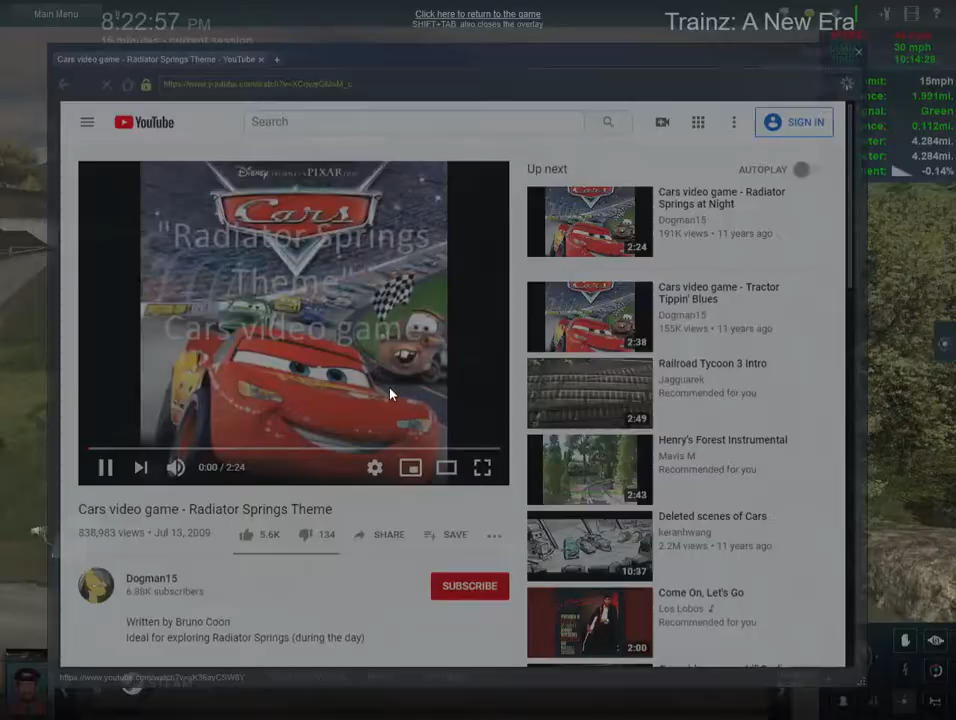 Main Menu
8:22:57 PM
16 minutes - current session
Click here to return to the game
SHIFT+TAB also closes the overlay
Trainz: A New Era
30 mph
10:14:28
Cars video game - Radiator Springs Theme - YouTube × +
15mph
1.991mi.
Green
0.112mi.
4.284mi.
4.284mi.
-0.14%
YouTube
Search
SIGN IN
Disney PRESENTS A PIXAR
Cars
"Radiator Springs
Theme"
Cars video game
0:00 / 2:24
Cars video game - Radiator Springs Theme
838,983 views • Jul 13, 2009
5.6K
134
SHARE
SAVE
Dogman15
6.88K subscribers
SUBSCRIBE
Written by Bruno Coon
Ideal for exploring Radiator Springs (during the day)
Up next
AUTOPLAY
Cars video game - Radiator
Springs at Night
Dogman15
191K views • 11 years ago
2:24
Cars video game - Tractor
Tippin' Blues
Dogman15
155K views • 11 years ago
2:38
Railroad Tycoon 3 Intro
Jagguarek
Recommended for you
2:49
Henry's Forest Instrumental
Mavis M
Recommended for you
2:43
Deleted scenes of Cars
keranhwang
2.2M views • 11 years ago
10:37
Come On, Let's Go
Los Lobos
Recommended for you
2:00
STEAM